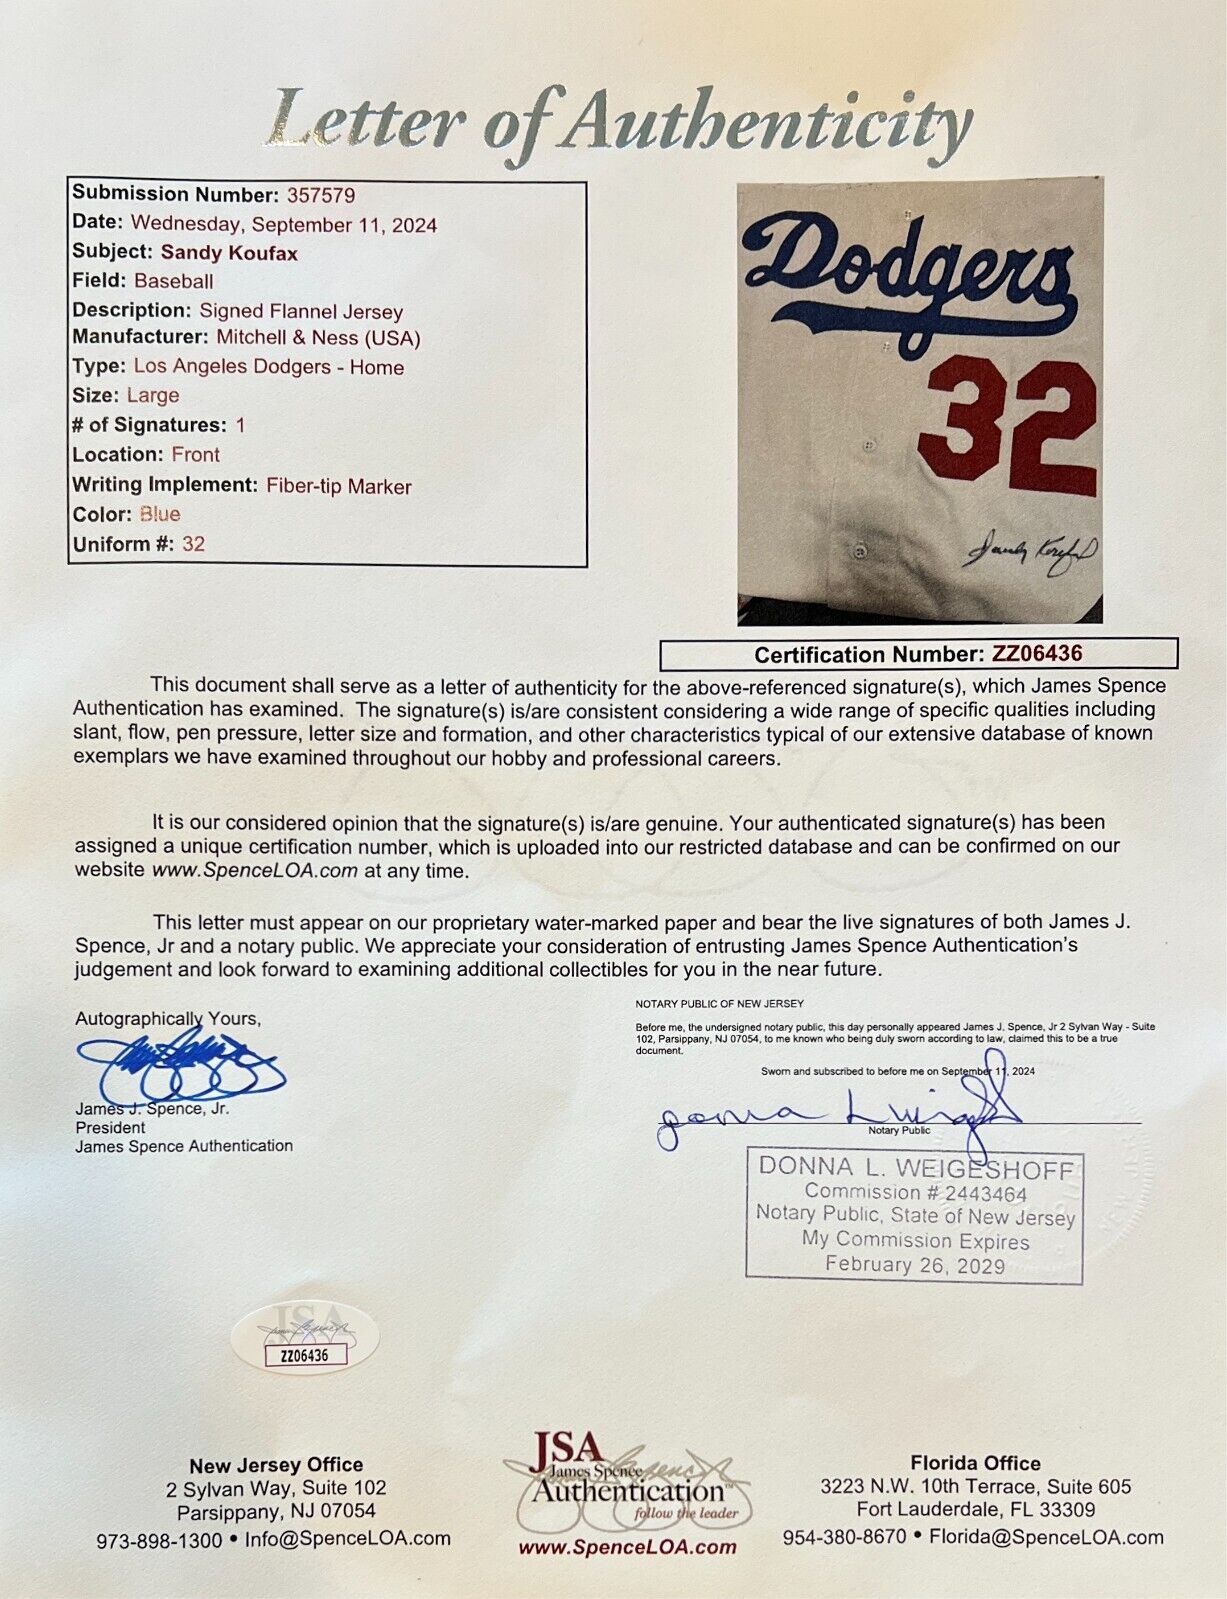 Letter of Authenticity
Submission Number: 357579
Date: Wednesday, September 11, 2024
Subject: Sandy Koufax
Field: Baseball
Description: Signed Flannel Jersey
Manufacturer: Mitchell & Ness (USA)
Type: Los Angeles Dodgers - Home
Size: Large
# of Signatures: 1
Location: Front
Writing Implement: Fiber-tip Marker
Color: Blue
Uniform #: 32
Dodgers
32
Sandy Koufax
Certification Number: ZZ06436
This document shall serve as a letter of authenticity for the above-referenced signature(s), which James Spence
Authentication has examined. The signature(s) is/are consistent considering a wide range of specific qualities including
slant, flow, pen pressure, letter size and formation, and other characteristics typical of our extensive database of known
exemplars we have examined throughout our hobby and professional careers.
It is our considered opinion that the signature(s) is/are genuine. Your authenticated signature(s) has been
assigned a unique certification number, which is uploaded into our restricted database and can be confirmed on our
website www.SpenceLOA.com at any time.
This letter must appear on our proprietary water-marked paper and bear the live signatures of both James J.
Spence, Jr and a notary public. We appreciate your consideration of entrusting James Spence Authentication's
judgement and look forward to examining additional collectibles for you in the near future.
Autographically Yours,
James J. Spence, Jr.
President
James Spence Authentication
NOTARY PUBLIC OF NEW JERSEY
Before me, the undersigned notary public, this day personally appeared James J. Spence, Jr 2 Sylvan Way - Suite
102, Parsippany, NJ 07054, to me known who being duly sworn according to law, claimed this to be a true
document.
Sworn and subscribed to before me on September 11, 2024
Notary Public
DONNA L. WEIGESHOFF
Commission # 2443464
Notary Public, State of New Jersey
My Commission Expires
February 26, 2029
JSA
ZZ06436
New Jersey Office
2 Sylvan Way, Suite 102
Parsippany, NJ 07054
973-898-1300 • Info@SpenceLOA.com
JSA
James Spence
Authentication™
follow the leader
www.SpenceLOA.com
Florida Office
3223 N.W. 10th Terrace, Suite 605
Fort Lauderdale, FL 33309
954-380-8670 • Florida@SpenceLOA.com